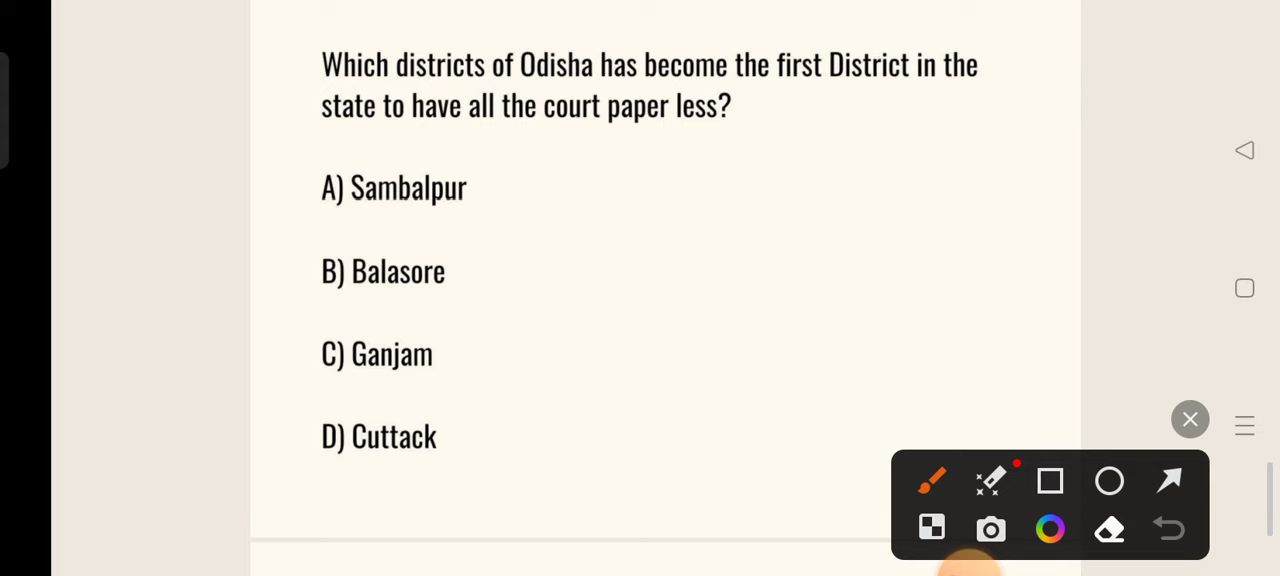 Which districts of Odisha has become the first District in the
state to have all the court paper less?
A) Sambalpur
B) Balasore
C) Ganjam
D) Cuttack